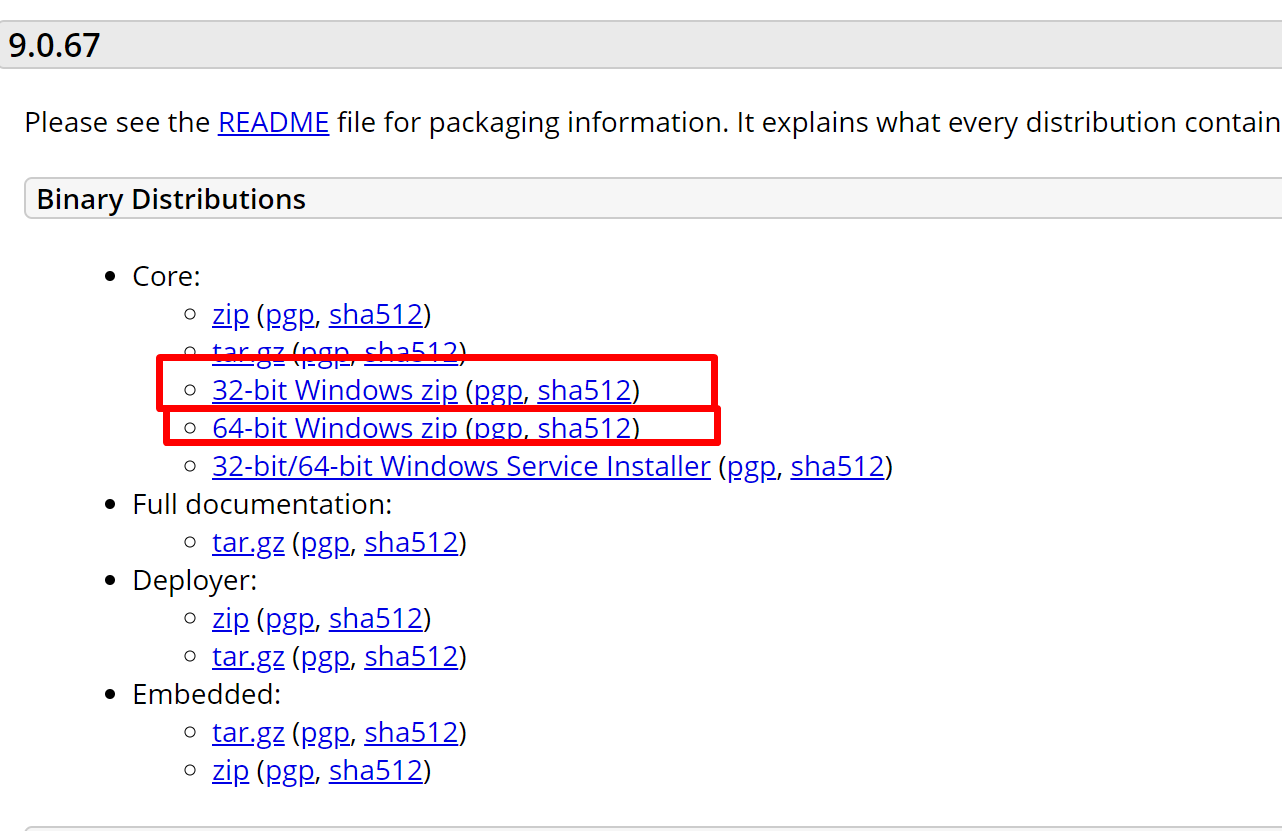 9.0.67
Please see the README file for packaging information. It explains what every distribution contain
Binary Distributions
Core:
zip (pgp, sha512)
tar.gz (pgp, sha512)
32-bit Windows zip (pgp, sha512)
64-bit Windows zip (pgp, sha512)
32-bit/64-bit Windows Service Installer (pgp, sha512)
Full documentation:
tar.gz (pgp, sha512)
Deployer:
zip (pgp, sha512)
tar.gz (pgp, sha512)
Embedded:
tar.gz (pgp, sha512)
zip (pgp, sha512)